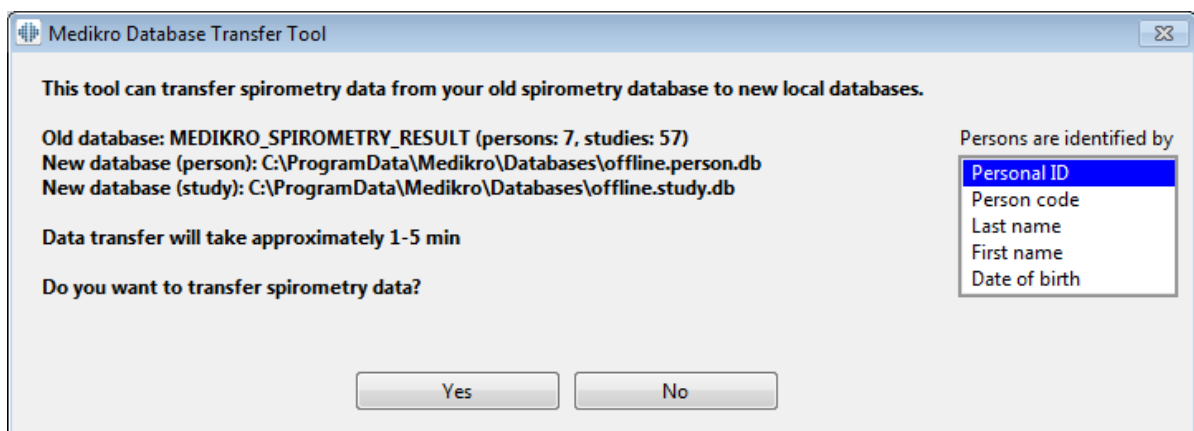 Medikro Database Transfer Tool
This tool can transfer spirometry data from your old spirometry database to new local databases.
Old database: MEDIKRO_SPIROMETRY_RESULT (persons: 7, studies: 57)
New database (person): C:\ProgramData\Medikro\Databases\offline.person.db
New database (study): C:\ProgramData\Medikro\Databases\offline.study.db
Data transfer will take approximately 1-5 min
Do you want to transfer spirometry data?
Persons are identified by
Personal ID
Person code
Last name
First name
Date of birth
Yes
No